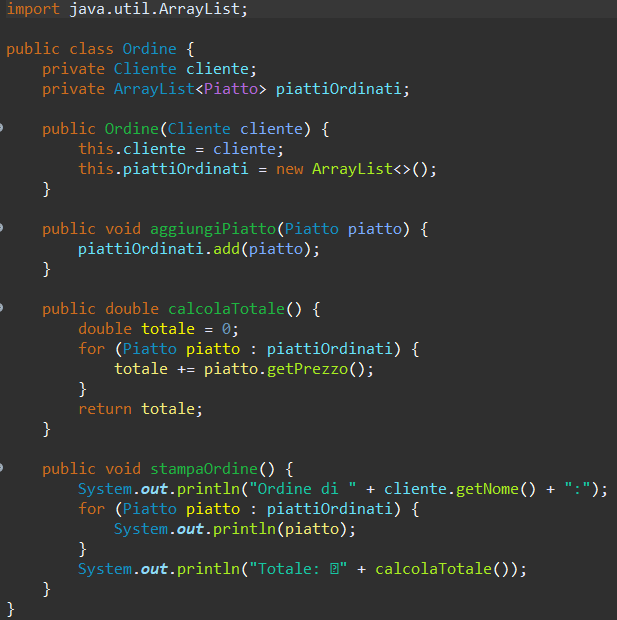 import java.util.ArrayList;
public class Ordine {
private Cliente cliente;
private ArrayList<Piatto> piattiOrdinati;
public Ordine(Cliente cliente) {
this.cliente = cliente;
this.piattiOrdinati = new ArrayList<>();
}
public void aggiungiPiatto(Piatto piatto) {
piattiOrdinati.add(piatto);
}
public double calcolaTotale() {
double totale = 0;
for (Piatto piatto : piattiOrdinati) {
totale += piatto.getPrezzo();
}
return totale;
}
public void stampaOrdine() {
System.out.println("Ordine di " + cliente.getNome() + ":");
for (Piatto piatto : piattiOrdinati) {
System.out.println(piatto);
}
System.out.println("Totale: " + calcolaTotale());
}
}